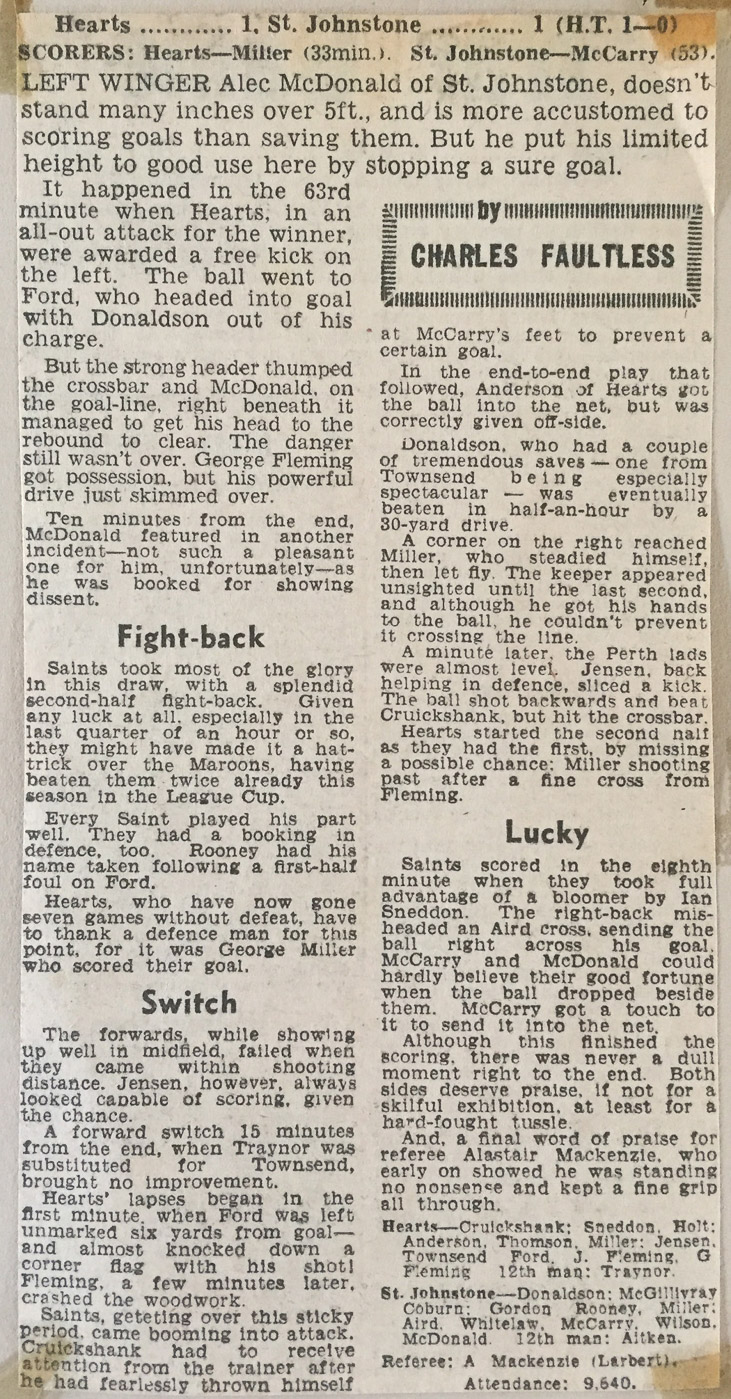 Hearts ............ 1, St. Johnstone ............ 1 (H.T. 1—0)
SCORERS: Hearts—Miller (33min.). St. Johnstone—McCarry (53).
LEFT WINGER Alec McDonald of St. Johnstone, doesn't
stand many inches over 5ft., and is more accustomed to
scoring goals than saving them. But he put his limited
height to good use here by stopping a sure goal.
It happened in the 63rd
minute when Hearts, in an
all-out attack for the winner,
were awarded a free kick on
the left. The ball went to
Ford, who headed into goal
with Donaldson out of his
charge.
But the strong header thumped
the crossbar and McDonald, on
the goal-line, right beneath it
managed to get his head to the
rebound to clear. The danger
still wasn't over. George Fleming
got possession, but his powerful
drive just skimmed over.
Ten minutes from the end,
McDonald featured in another
incident—not such a pleasant
one for him, unfortunately—as
he was booked for showing
dissent.
Fight-back
Saints took most of the glory
in this draw, with a splendid
second-half fight-back. Given
any luck at all, especially in the
last quarter of an hour or so,
they might have made it a hat-
trick over the Maroons, having
beaten them twice already this
season in the League Cup.
Every Saint played his part
well. They had a booking in
defence, too. Rooney had his
name taken following a first-half
foul on Ford.
Hearts, who have now gone
seven games without defeat, have
to thank a defence man for this
point, for it was George Miller
who scored their goal.
Switch
The forwards, while showing
up well in midfield, failed when
they came within shooting
distance. Jensen, however, always
looked capable of scoring, given
the chance.
A forward switch 15 minutes
from the end, when Traynor was
substituted for Townsend,
brought no improvement.
Hearts' lapses began in the
first minute, when Ford was left
unmarked six yards from goal—
and almost knocked down a
corner flag with his shot!
Fleming, a few minutes later,
crashed the woodwork.
Saints, geteting over this sticky
period, came booming into attack.
Cruickshank had to receive
attention from the trainer after
he had fearlessly thrown himself
by
CHARLES FAULTLESS
at McCarry's feet to prevent a
certain goal.
In the end-to-end play that
followed, Anderson of Hearts got
the ball into the net, but was
correctly given off-side.
Donaldson, who had a couple
of tremendous saves — one from
Townsend being especially
spectacular — was eventually
beaten in half-an-hour by a
30-yard drive.
A corner on the right reached
Miller, who steadied himself,
then let fly. The keeper appeared
unsighted until the last second,
and although he got his hands
to the ball, he couldn't prevent
it crossing the line.
A minute later, the Perth lads
were almost level. Jensen, back
helping in defence, sliced a kick.
The ball shot backwards and beat
Cruickshank, but hit the crossbar.
Hearts started the second half
as they had the first, by missing
a possible chance; Miller shooting
past after a fine cross from
Fleming.
Lucky
Saints scored in the eighth
minute when they took full
advantage of a bloomer by Ian
Sneddon. The right-back mis-
headed an Aird cross, sending the
ball right across his goal.
McCarry and McDonald could
hardly believe their good fortune
when the ball dropped beside
them. McCarry got a touch to
it to send it into the net.
Although this finished the
scoring, there was never a dull
moment right to the end. Both
sides deserve praise, if not for a
skilful exhibition, at least for a
hard-fought tussle.
And, a final word of praise for
referee Alastair Mackenzie, who
early on showed he was standing
no nonsense and kept a fine grip
all through.
Hearts—Cruickshank; Sneddon, Holt;
Anderson, Thomson, Miller; Jensen,
Townsend Ford, J. Fleming, G
Fleming 12th man: Traynor.
St. Johnstone—Donaldson; McGillivray
Coburn; Gordon Rooney, Miller;
Aird, Whitelaw, McCarry, Wilson,
McDonald. 12th man: Aitken.
Referee: A Mackenzie (Larbert).
Attendance: 9,640.